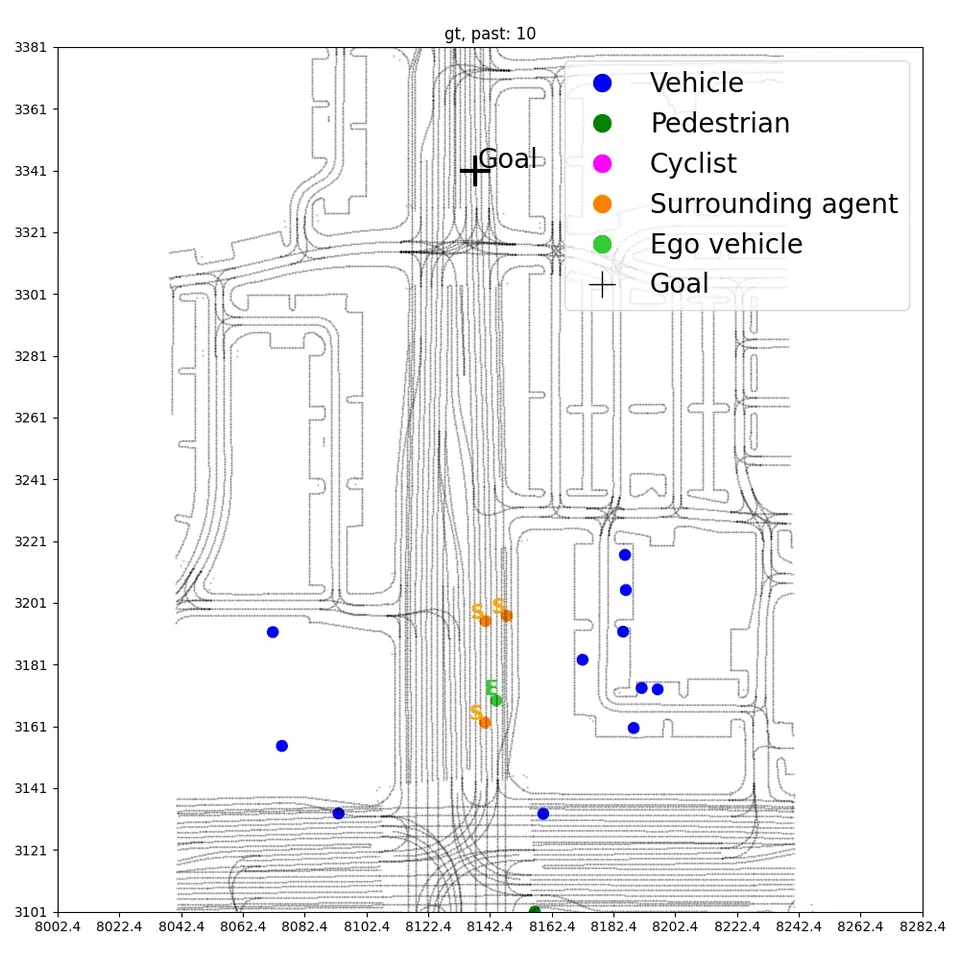 gt, past: 10
3381
3361
3341
3321
3301
3281
3261
3241
3221
3201
3181
3161
3141
3121
3101
Goal
Vehicle
Pedestrian
Cyclist
Surrounding agent
Ego vehicle
Goal
S S
E
S
8002.4 8022.4 8042.4 8062.4 8082.4 8102.4 8122.4 8142.4 8162.4 8182.4 8202.4 8222.4 8242.4 8262.4 8282.4